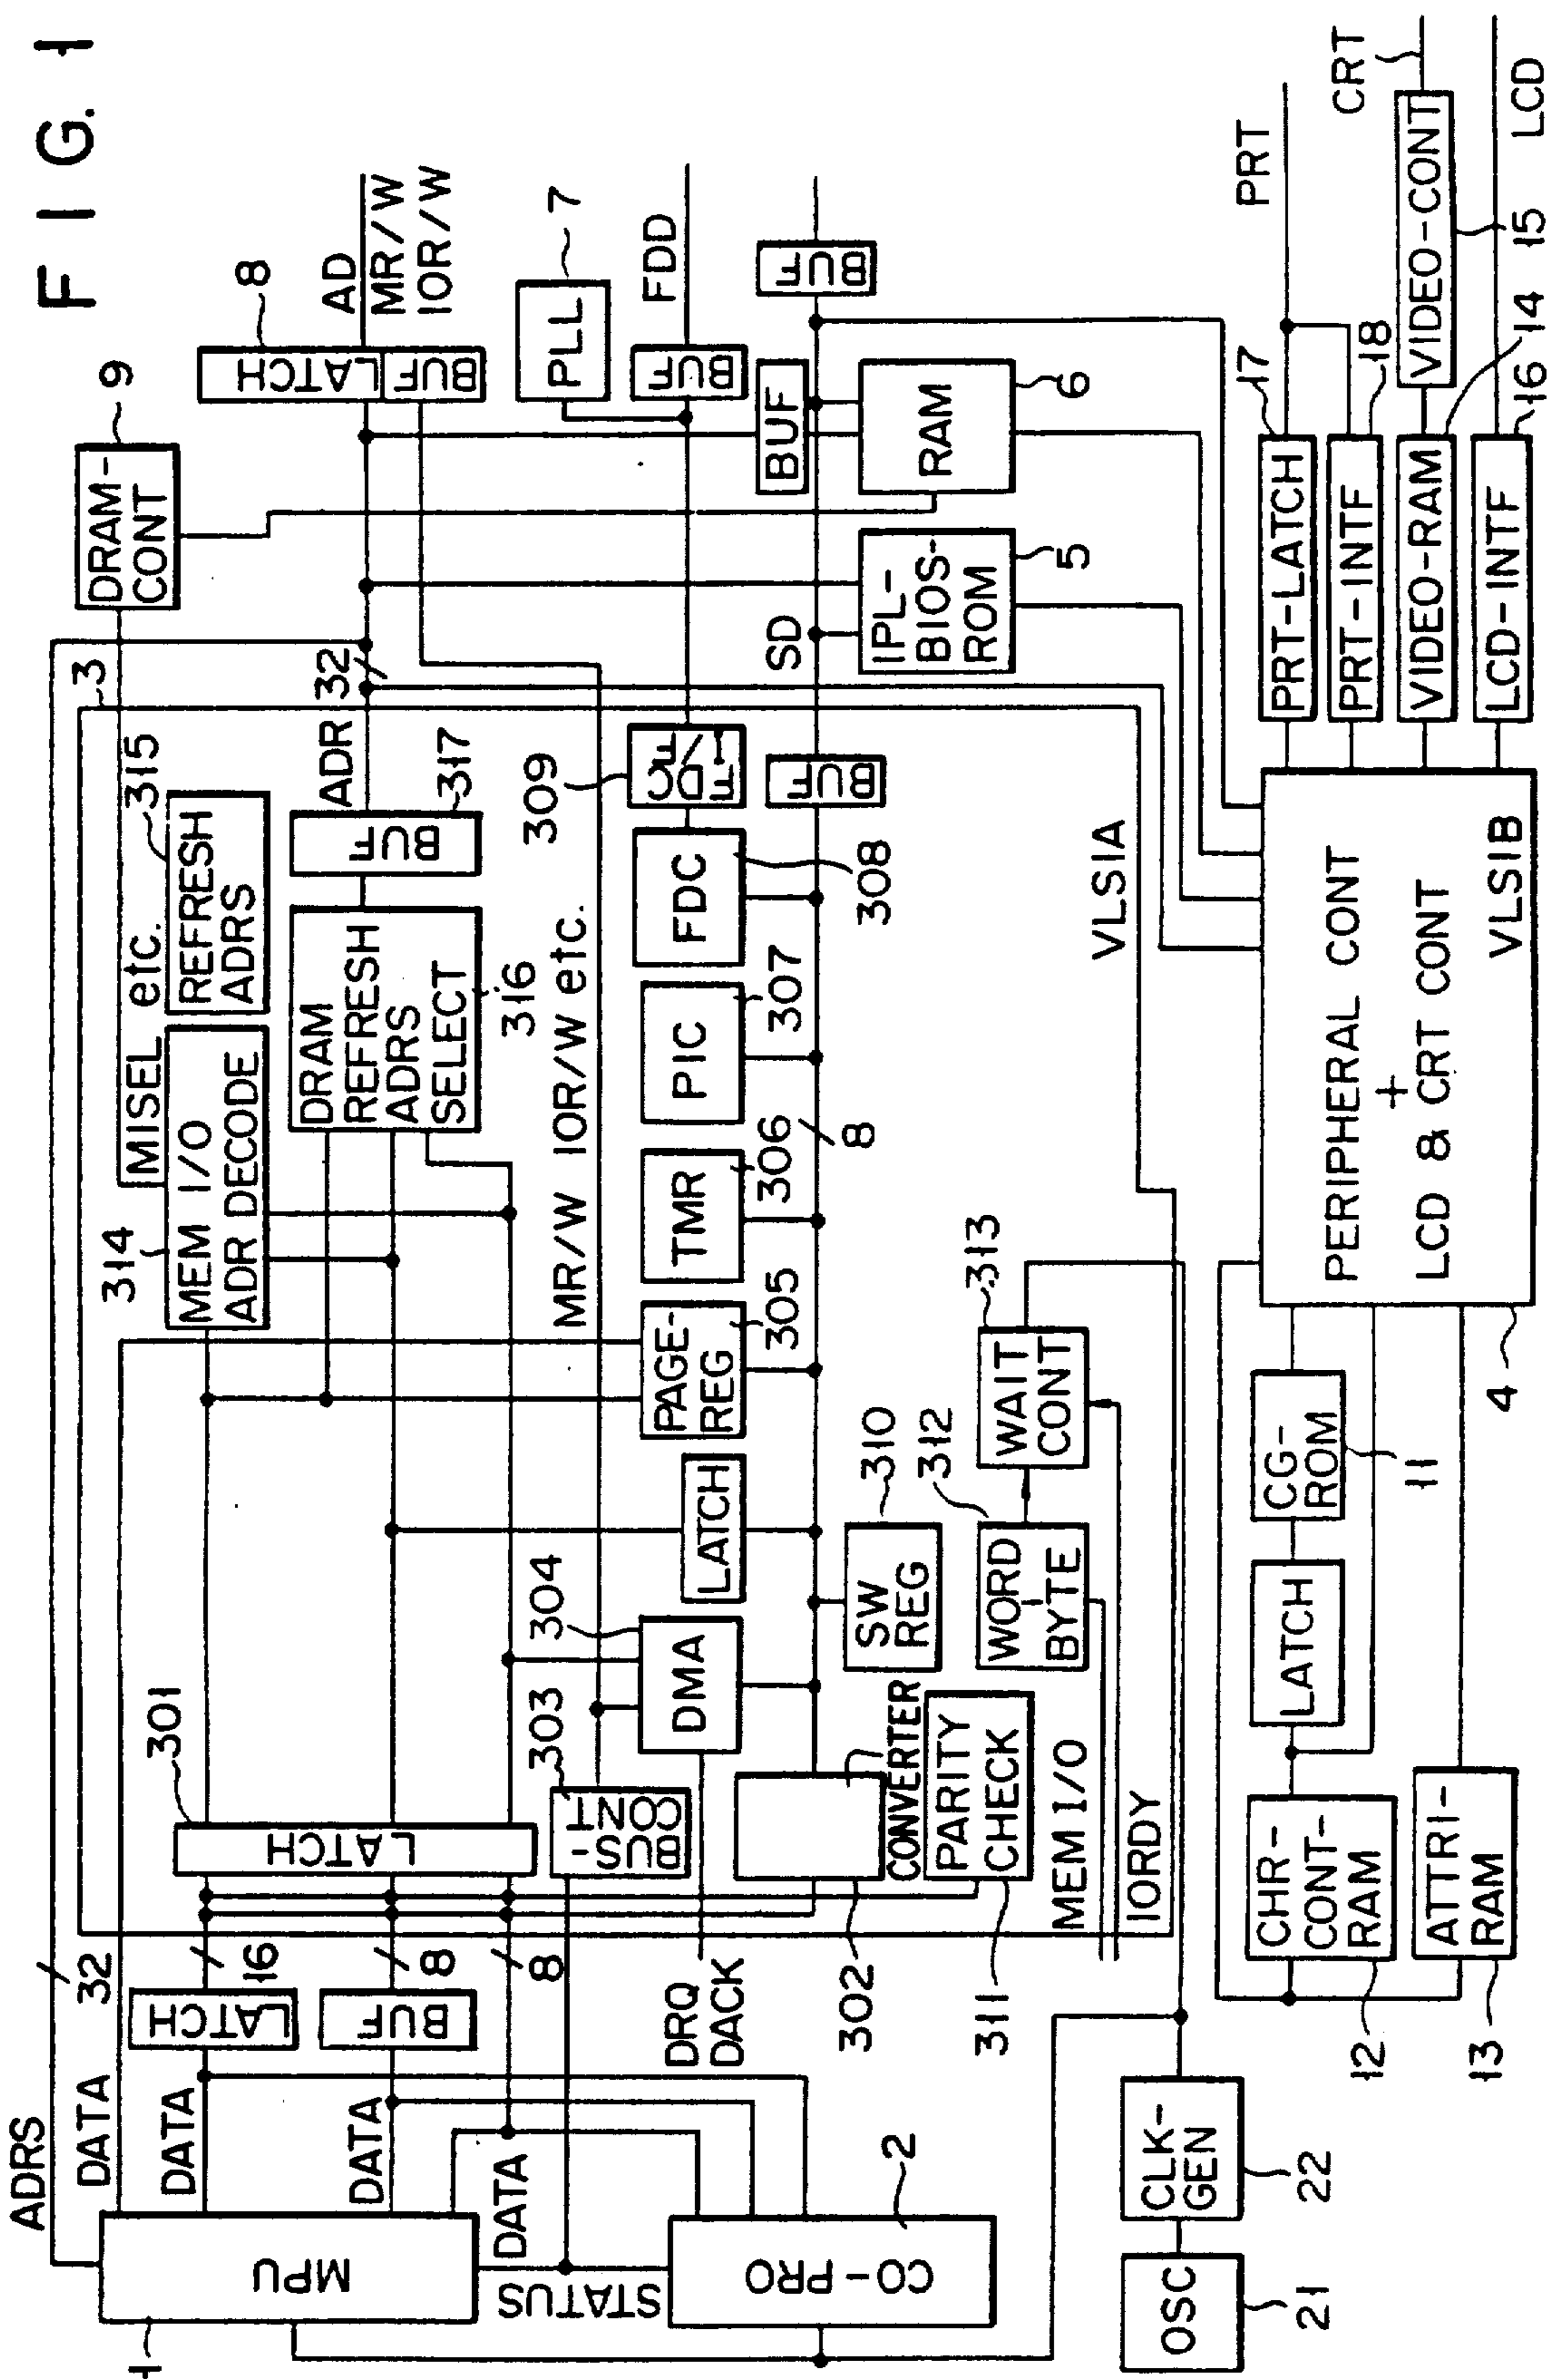 FIG. 1
ADRS
32
DATA
DATA
DATA
DATA
STATUS
MPU
1
CO-PRO
2
LATCH
16
BUF
8
8
3
DRAM-
CONT
9
MISEL etc.
MEM I/O
ADR DECODE
314
REFRESH
ADRS
315
DRAM
REFRESH
ADRS
SELECT
316
BUF
317
ADR
32
LATCH
301
LATCH
BUF
8
AD
MR/W
IOR/W
BUS-
CONT
303
MR/W IOR/W etc.
DRQ
DACK
DMA
304
LATCH
PAGE-
REG
305
TMR
306
PIC
307
FDC
308
FDC
I/F
309
PLL
7
BUF
FDD
302
CONVERTER
8
BUF
SD
BUF
BUF
IPL-
BIOS-
ROM
5
RAM
6
PARITY
CHECK
311
SW
REG
310
WORD
-
BYTE
312
WAIT
CONT
313
MEM I/O
IORDY
VLSIA
OSC
21
CLK-
GEN
22
CHR-
CONT-
RAM
12
LATCH
CG-
ROM
11
ATTRI-
RAM
13
PERIPHERAL CONT
+
LCD & CRT CONT
VLSIB
4
PRT-LATCH
17
PRT
PRT-INTF
18
VIDEO-RAM
14
VIDEO-CONT
15
CRT
LCD-INTF
16
LCD